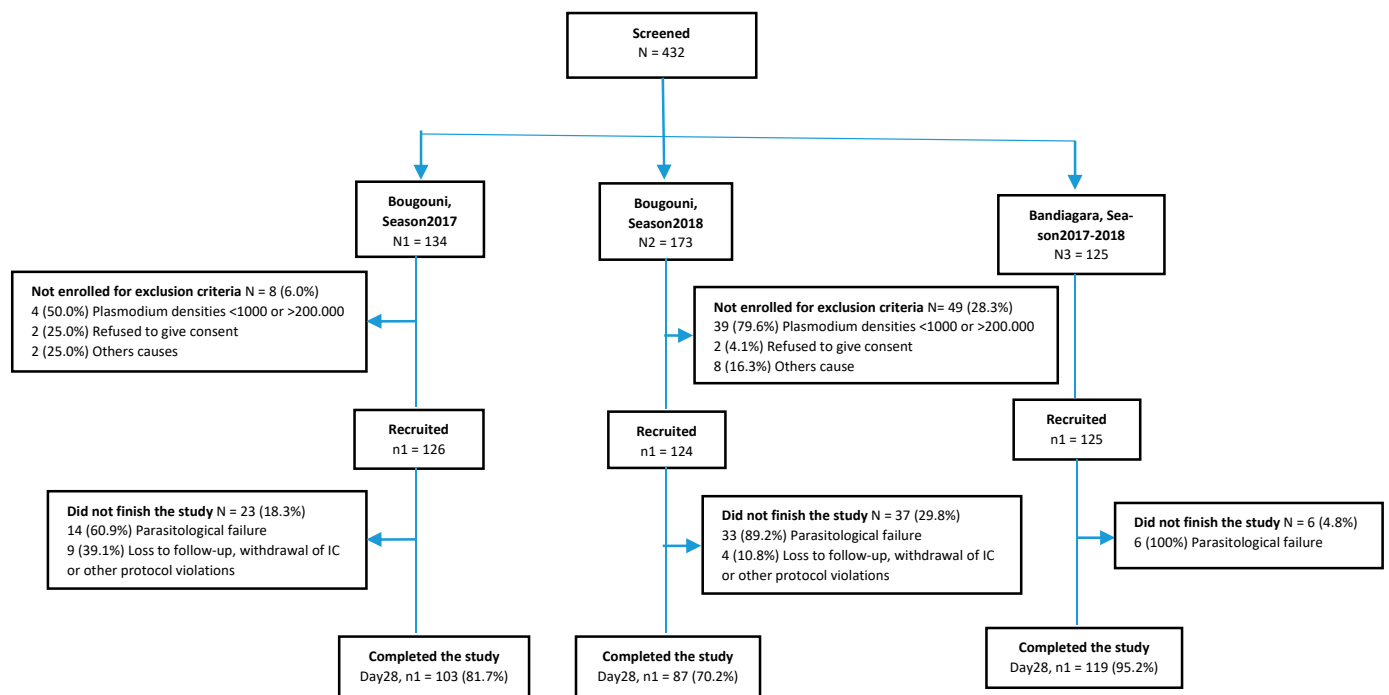 Screened
N = 432
Bougouni,
Season2017
N1 = 134
Bougouni,
Season2018
N2 = 173
Bandiagara, Sea-
son2017-2018
N3 = 125
Not enrolled for exclusion criteria N = 8 (6.0%)
4 (50.0%) Plasmodium densities <1000 or >200.000
2 (25.0%) Refused to give consent
2 (25.0%) Others causes
Not enrolled for exclusion criteria N= 49 (28.3%)
39 (79.6%) Plasmodium densities <1000 or >200.000
2 (4.1%) Refused to give consent
8 (16.3%) Others cause
Recruited
n1 = 126
Recruited
n1 = 124
Recruited
n1 = 125
Did not finish the study N = 23 (18.3%)
14 (60.9%) Parasitological failure
9 (39.1%) Loss to follow-up, withdrawal of IC
or other protocol violations
Did not finish the study N = 37 (29.8%)
33 (89.2%) Parasitological failure
4 (10.8%) Loss to follow-up, withdrawal of IC
or other protocol violations
Did not finish the study N = 6 (4.8%)
6 (100%) Parasitological failure
Completed the study
Day28, n1 = 103 (81.7%)
Completed the study
Day28, n1 = 87 (70.2%)
Completed the study
Day28, n1 = 119 (95.2%)